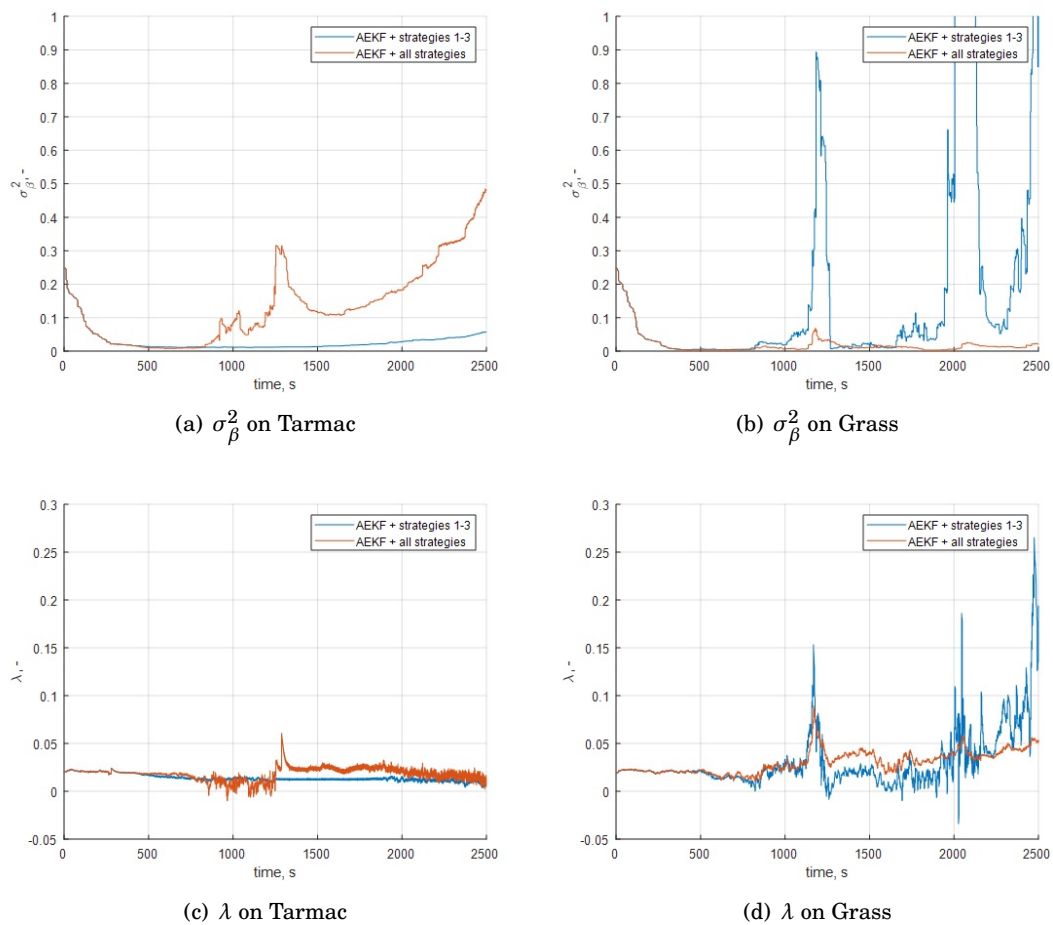 1
0.9
0.8
0.7
0.6
0.5
0.4
0.3
0.2
0.1
0
σ²_β, -
0 500 1000 1500 2000 2500
time, s
AEKF + strategies 1-3
AEKF + all strategies
(a) σ²_β on Tarmac
1
0.9
0.8
0.7
0.6
0.5
0.4
0.3
0.2
0.1
0
σ²_β, -
0 500 1000 1500 2000 2500
time, s
AEKF + strategies 1-3
AEKF + all strategies
(b) σ²_β on Grass
0.3
0.25
0.2
0.15
0.1
0.05
0
-0.05
λ, -
0 500 1000 1500 2000 2500
time, s
AEKF + strategies 1-3
AEKF + all strategies
(c) λ on Tarmac
0.3
0.25
0.2
0.15
0.1
0.05
0
-0.05
λ, -
0 500 1000 1500 2000 2500
time, s
AEKF + strategies 1-3
AEKF + all strategies
(d) λ on Grass